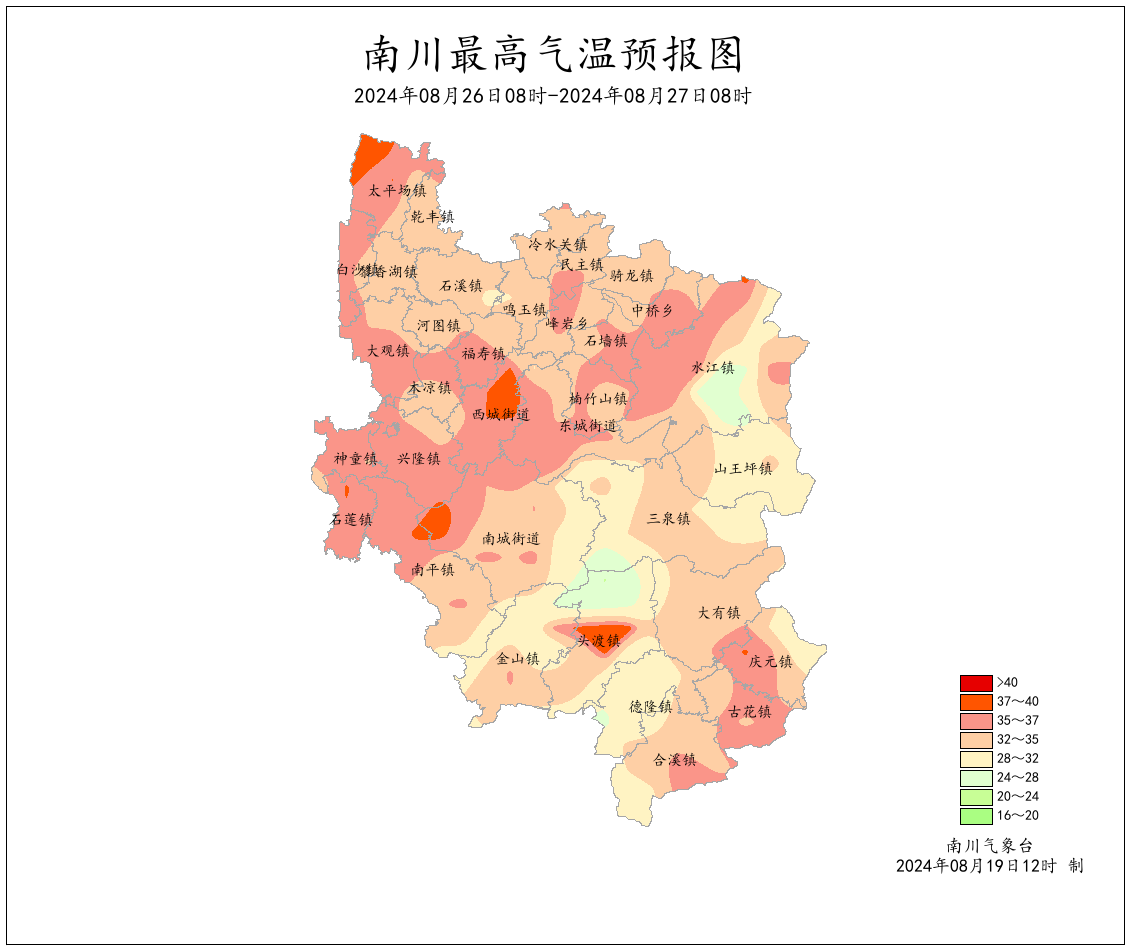 南川最高气温预报图
2024年08月26日08时-2024年08月27日08时
太平场镇
乾丰镇
冷水关镇
民主镇
白沙镇
黎香湖镇
骑龙镇
石溪镇
鸣玉镇
中桥乡
河图镇
峰岩乡
石墙镇
大观镇
福寿镇
水江镇
木凉镇
楠竹山镇
西城街道
东城街道
神童镇
兴隆镇
山王坪镇
石莲镇
三泉镇
南城街道
南平镇
大有镇
头渡镇
金山镇
庆元镇
德隆镇
古花镇
合溪镇
>40
37～40
35～37
32～35
28～32
24～28
20～24
16～20
南川气象台
2024年08月19日12时 制